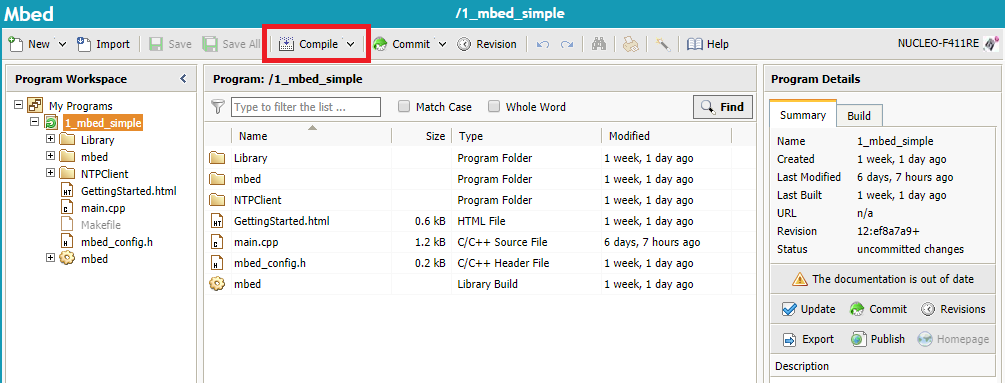 Mbed /1_mbed_simple
New Import Save Save All Compile Commit Revision Help NUCLEO-F411RE
Program Workspace
My Programs
1_mbed_simple
Library
mbed
NTPClient
GettingStarted.html
main.cpp
Makefile
mbed_config.h
mbed
Program: /1_mbed_simple
Type to filter the list ... Match Case Whole Word Find
Name Size Type Modified
Library Program Folder 1 week, 1 day ago
mbed Program Folder 1 week, 1 day ago
NTPClient Program Folder 1 week, 1 day ago
GettingStarted.html 0.6 kB HTML File 1 week, 1 day ago
main.cpp 1.2 kB C/C++ Source File 6 days, 7 hours ago
mbed_config.h 0.2 kB C/C++ Header File 1 week, 1 day ago
mbed Library Build 1 week, 1 day ago
Program Details
Summary Build
Name 1_mbed_simple
Created 1 week, 1 day ago
Last Modified 6 days, 7 hours ago
Last Built 1 week, 1 day ago
URL n/a
Revision 12:ef8a7a9+
Status uncommitted changes
The documentation is out of date
Update Commit Revisions
Export Publish Homepage
Description